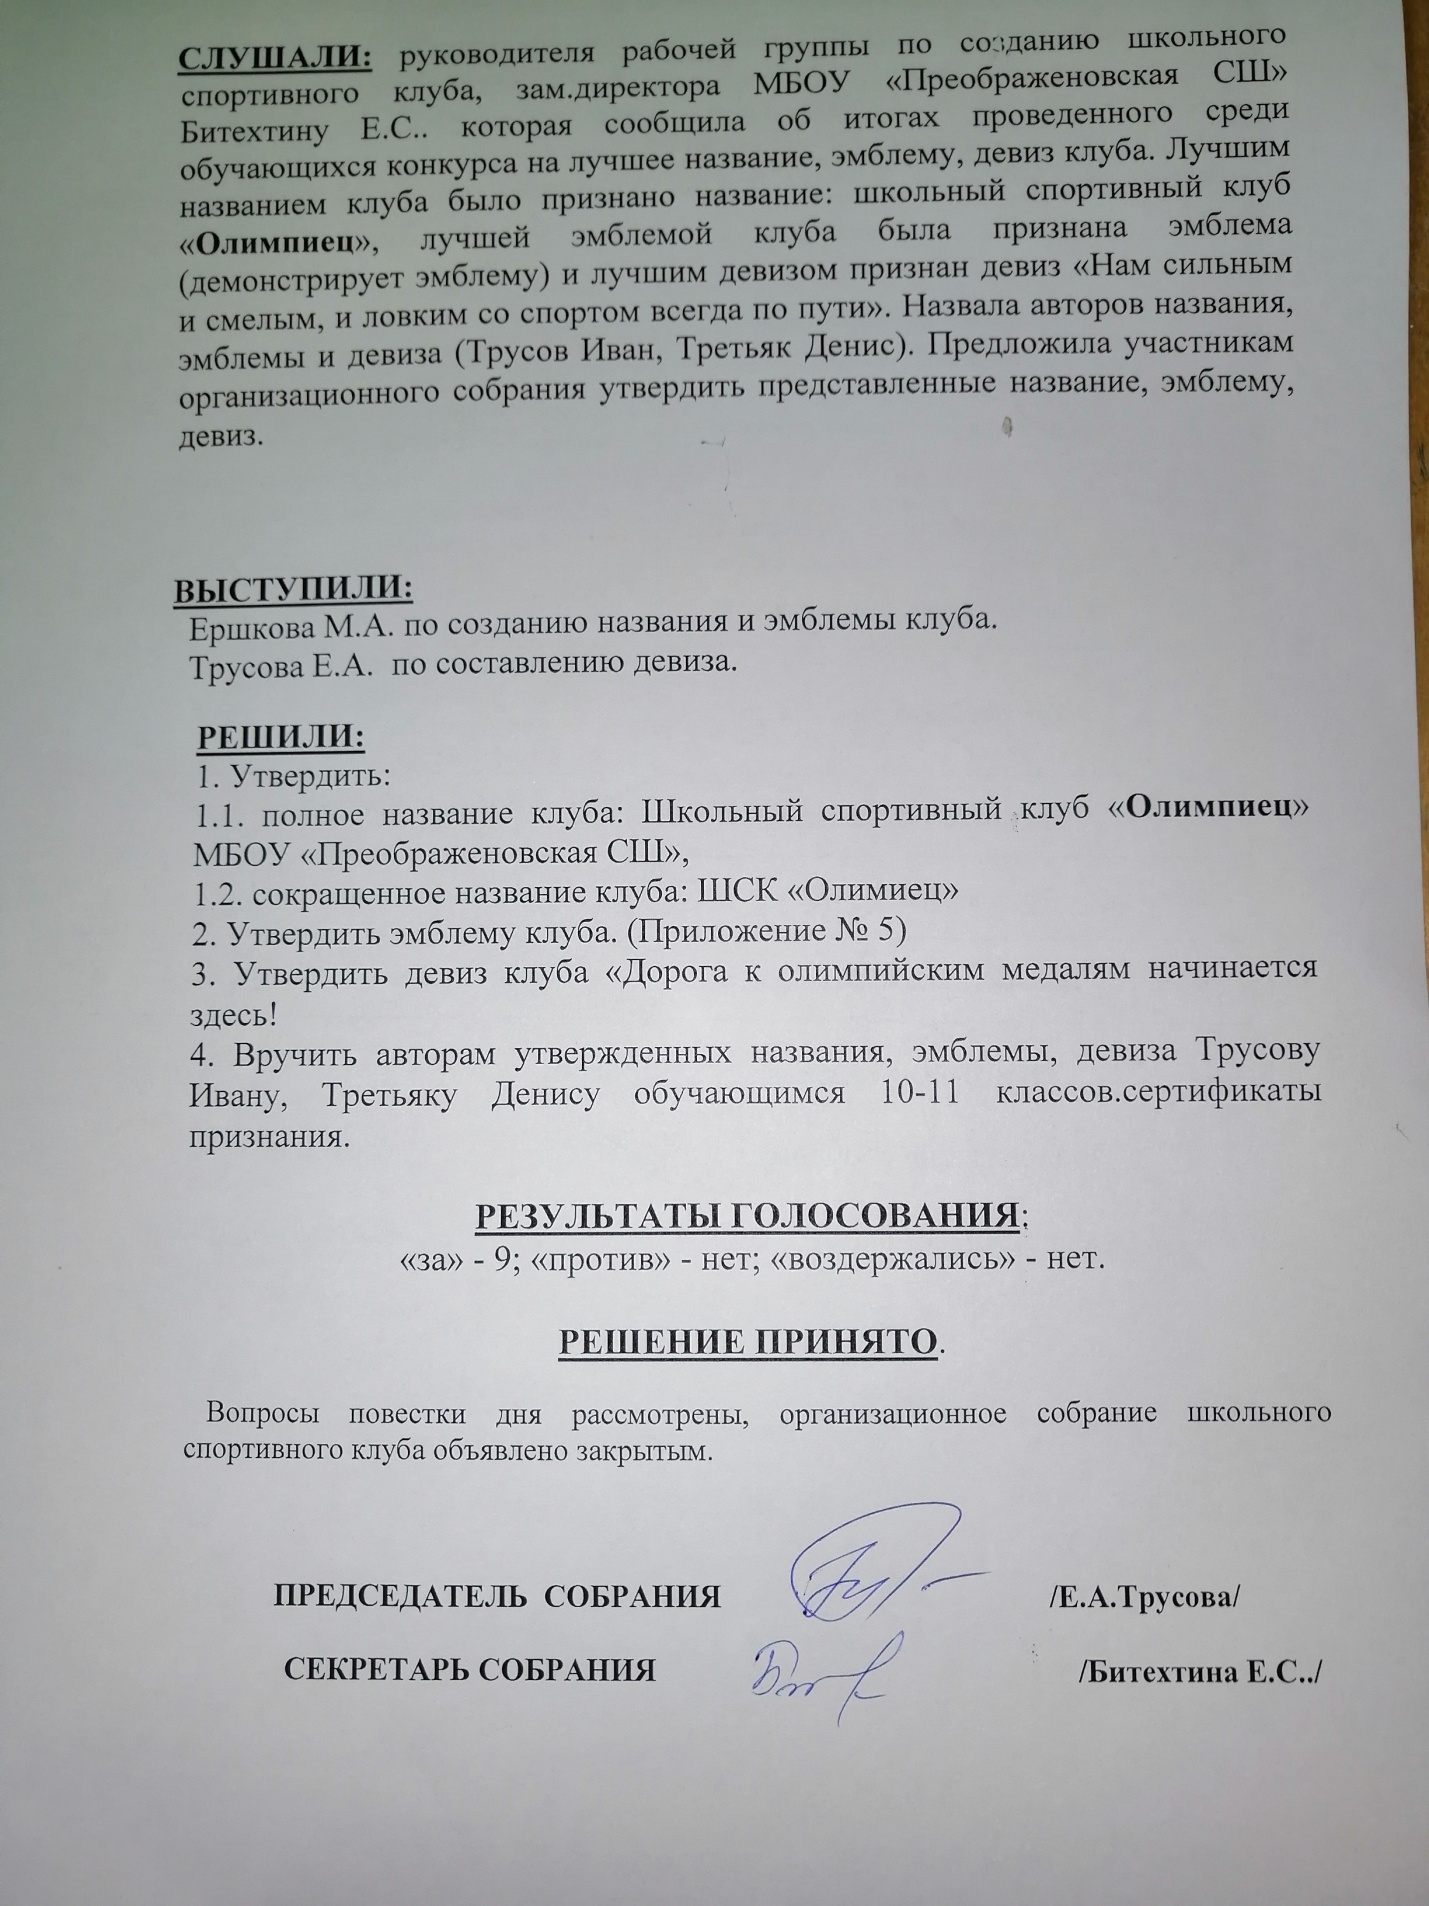 СЛУШАЛИ: руководителя рабочей группы по созданию школьного
спортивного клуба, зам.директора МБОУ «Преображеновская СШ»
Битехтину Е.С.. которая сообщила об итогах проведенного среди
обучающихся конкурса на лучшее название, эмблему, девиз клуба. Лучшим
названием клуба было признано название: школьный спортивный клуб
«Олимпиец», лучшей эмблемой клуба была признана эмблема
(демонстрирует эмблему) и лучшим девизом признан девиз «Нам сильным
и смелым, и ловким со спортом всегда по пути». Назвала авторов названия,
эмблемы и девиза (Трусов Иван, Третьяк Денис). Предложила участникам
организационного собрания утвердить представленные название, эмблему,
девиз.
ВЫСТУПИЛИ:
Ершкова М.А. по созданию названия и эмблемы клуба.
Трусова Е.А. по составлению девиза.
РЕШИЛИ:
1. Утвердить:
1.1. полное название клуба: Школьный спортивный клуб «Олимпиец»
МБОУ «Преображеновская СШ»,
1.2. сокращенное название клуба: ШСК «Олимиец»
2. Утвердить эмблему клуба. (Приложение № 5)
3. Утвердить девиз клуба «Дорога к олимпийским медалям начинается
здесь!
4. Вручить авторам утвержденных названия, эмблемы, девиза Трусову
Ивану, Третьяку Денису обучающимся 10-11 классов.сертификаты
признания.
РЕЗУЛЬТАТЫ ГОЛОСОВАНИЯ:
«за» - 9; «против» - нет; «воздержались» - нет.
РЕШЕНИЕ ПРИНЯТО.
Вопросы повестки дня рассмотрены, организационное собрание школьного
спортивного клуба объявлено закрытым.
ПРЕДСЕДАТЕЛЬ СОБРАНИЯ /Е.А.Трусова/
СЕКРЕТАРЬ СОБРАНИЯ /Битехтина Е.С../